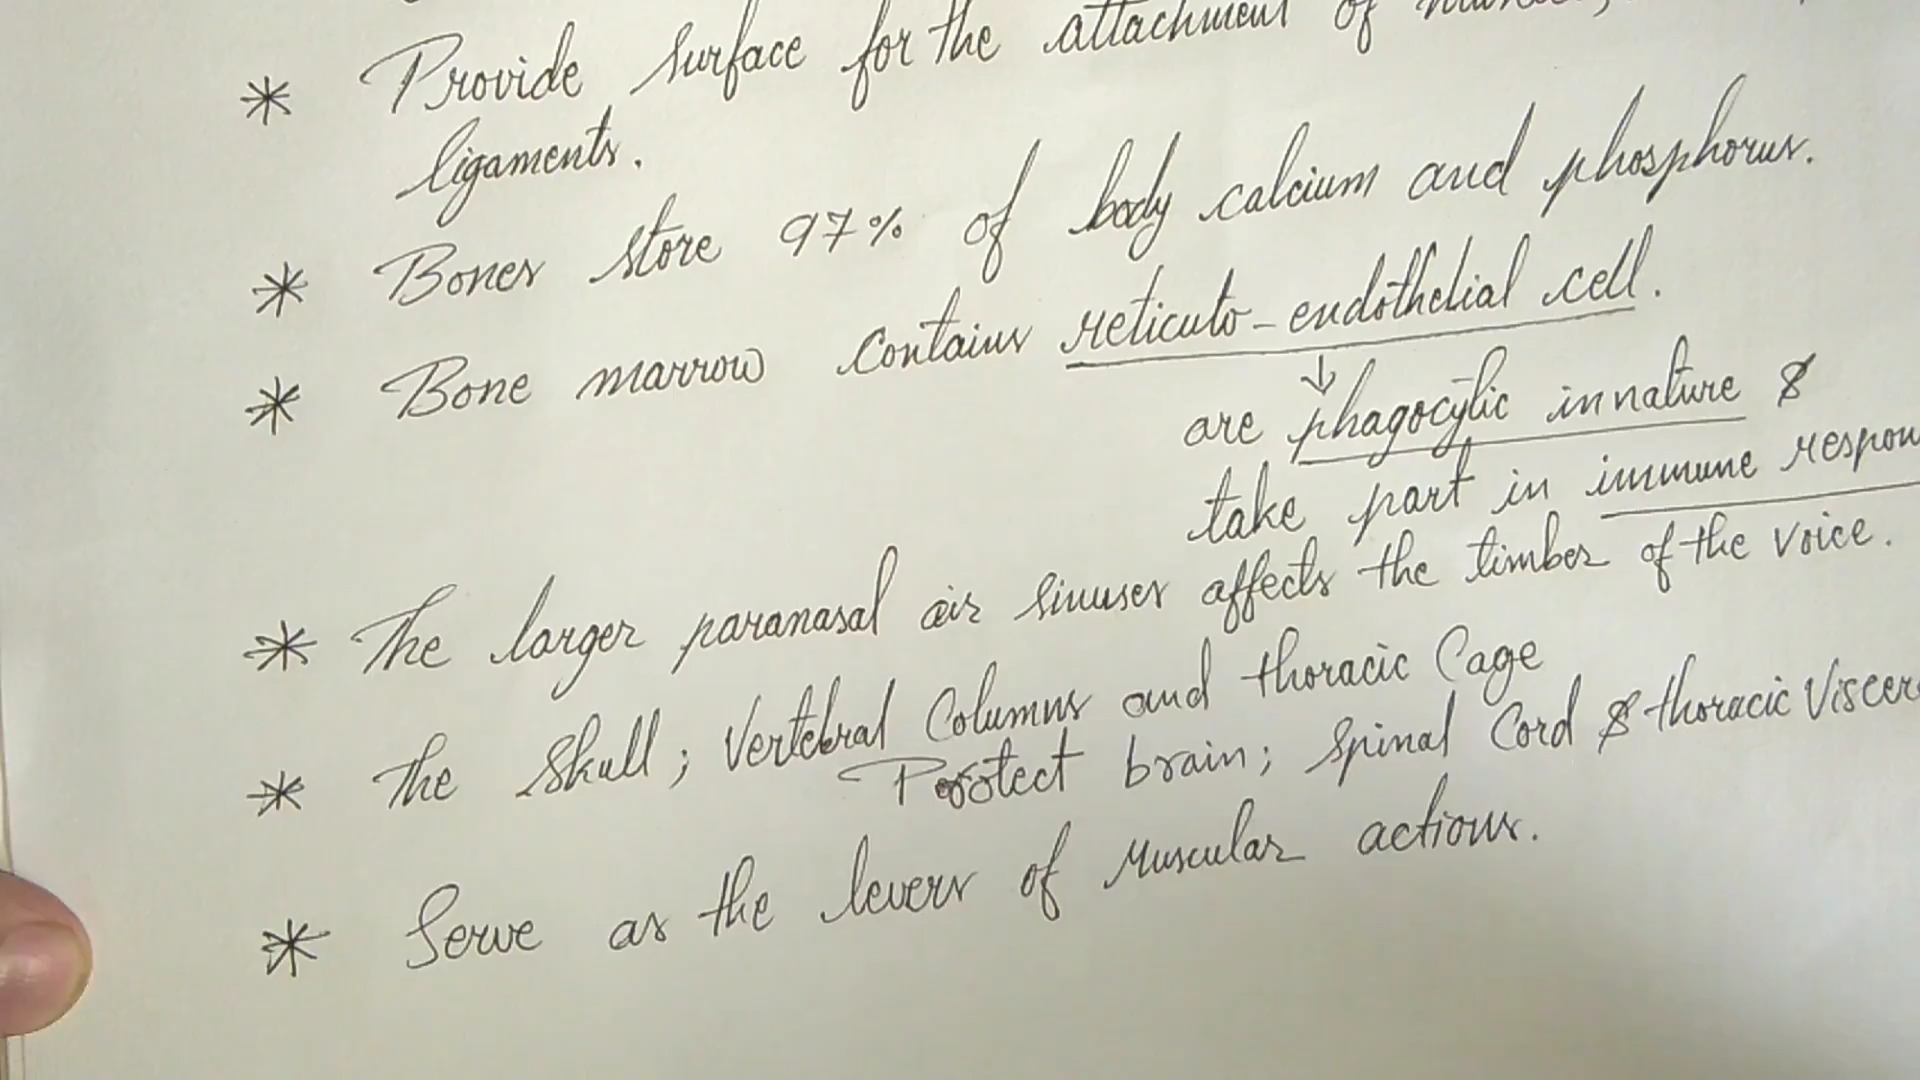 * Provide surface for the attachment of
ligaments.
* Bones store 97% of body calcium and phosphorus.
* Bone marrow contains reticulo-endothelial cell.
↓
are phagocytic in nature &
take part in immune respon
* The larger paranasal air sinuses affects the timber of the voice.
* The Skull; Vertebral Columns and thoracic Cage
Protect brain; Spinal Cord & thoracic Viscer
* Serve as the levers of Muscular actions.